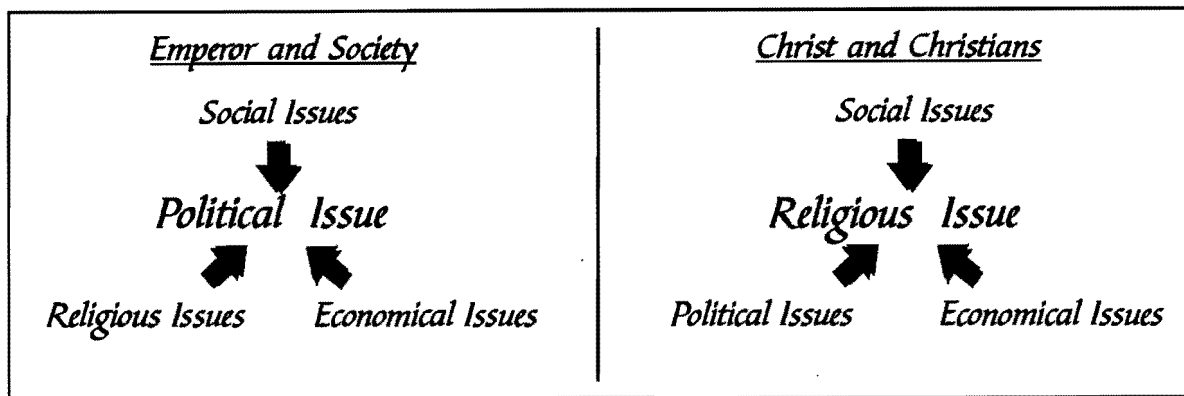 Emperor and Society
Social Issues
Political Issue
Religious Issues Economical Issues
Christ and Christians
Social Issues
Religious Issue
Political Issues Economical Issues